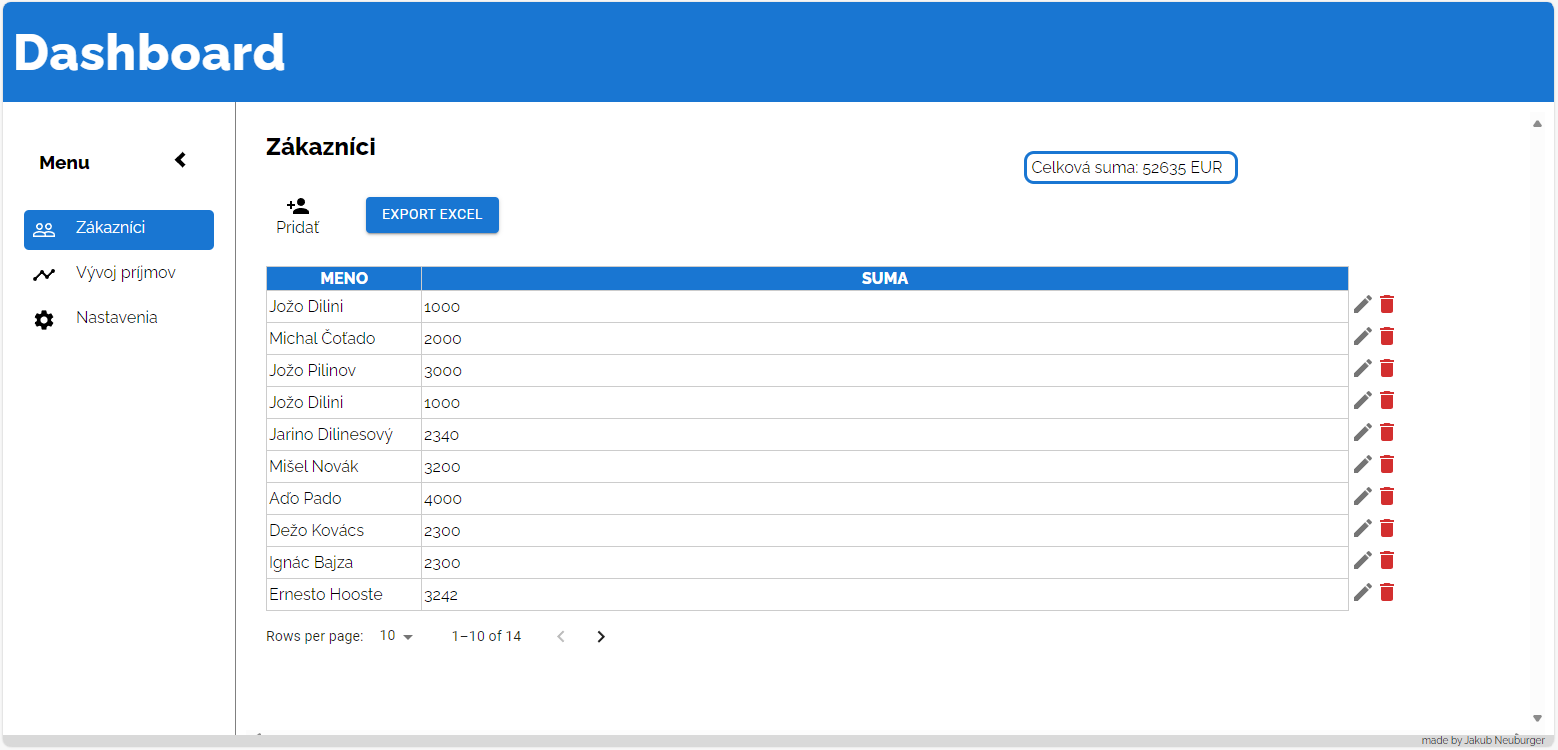 Dashboard
Menu
Zákazníci
Vývoj príjmov
Nastavenia
Zákazníci
Celková suma: 52635 EUR
Pridať
EXPORT EXCEL
MENO SUMA
Jožo Dilini 1000
Michal Čoťado 2000
Jožo Pilinov 3000
Jožo Dilini 1000
Jarino Dilinesový 2340
Mišel Novák 3200
Aďo Pado 4000
Dežo Kovács 2300
Ignác Bajza 2300
Ernesto Hooste 3242
Rows per page: 10 1–10 of 14
made by Jakub Neuburger